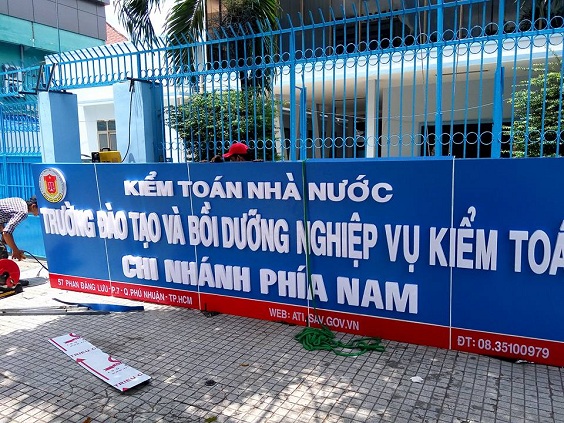 KIỂM TOÁN NHÀ NƯỚC
TRƯỜNG ĐÀO TẠO VÀ BỒI DƯỠNG NGHIỆP VỤ KIỂM TOÁ
CHI NHÁNH PHÍA NAM
57 PHAN ĐĂNG LƯU - P.7 - Q.PHÚ NHUẬN - TP.HCM
WEB: ATI.SAV.GOV.VN
ĐT: 08.35100979